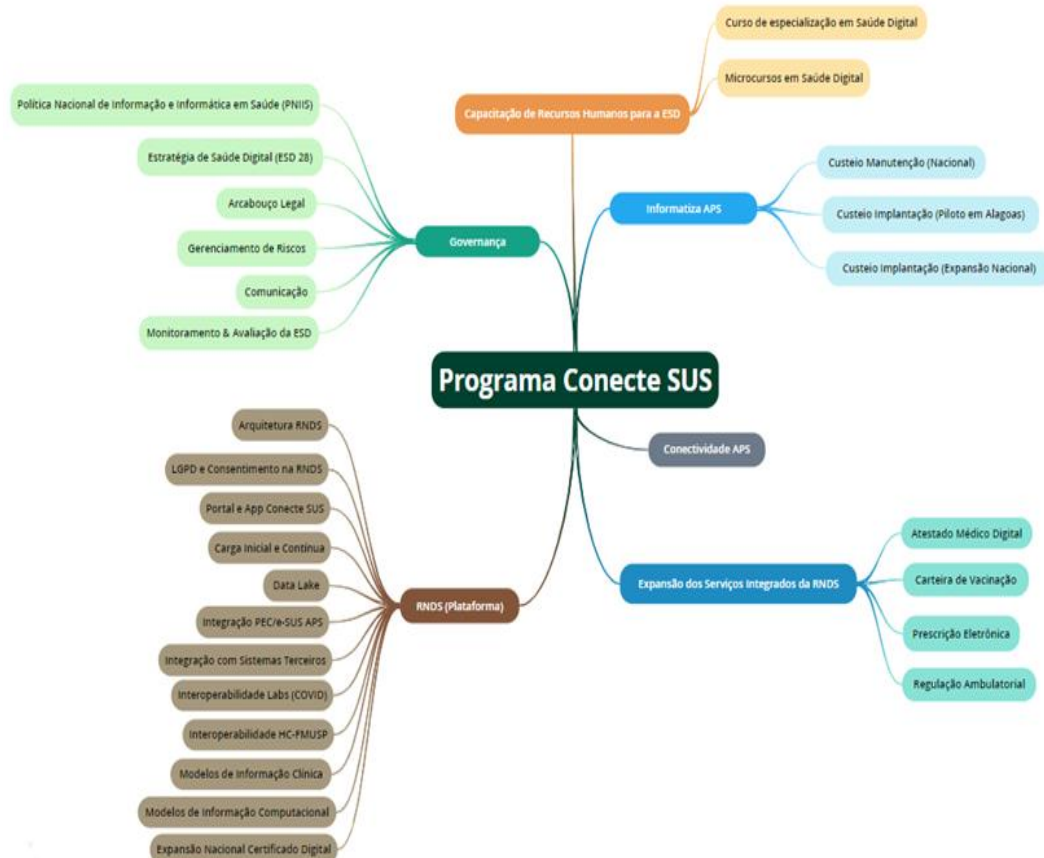 Programa Conecte SUS
Capacitação de Recursos Humanos para a ESD
Curso de especialização em Saúde Digital
Microcursos em Saúde Digital
Informatiza APS
Custeio Manutenção (Nacional)
Custeio Implantação (Piloto em Alagoas)
Custeio Implantação (Expansão Nacional)
Conectividade APS
Expansão dos Serviços Integrados da RNDS
Atestado Médico Digital
Carteira de Vacinação
Prescrição Eletrônica
Regulação Ambulatorial
Governança
Política Nacional de Informação e Informática em Saúde (PNIIS)
Estratégia de Saúde Digital (ESD 28)
Arcabouço Legal
Gerenciamento de Riscos
Comunicação
Monitoramento & Avaliação da ESD
RNDS (Plataforma)
Arquitetura RNDS
LGPD e Consentimento na RNDS
Portal e App Conecte SUS
Carga Inicial e Contínua
Data Lake
Integração PEC/e-SUS APS
Integração com Sistemas Terceiros
Interoperabilidade Labs (COVID)
Interoperabilidade HC-FMUSP
Modelos de Informação Clínica
Modelos de Informação Computacional
Expansão Nacional Certificado Digital